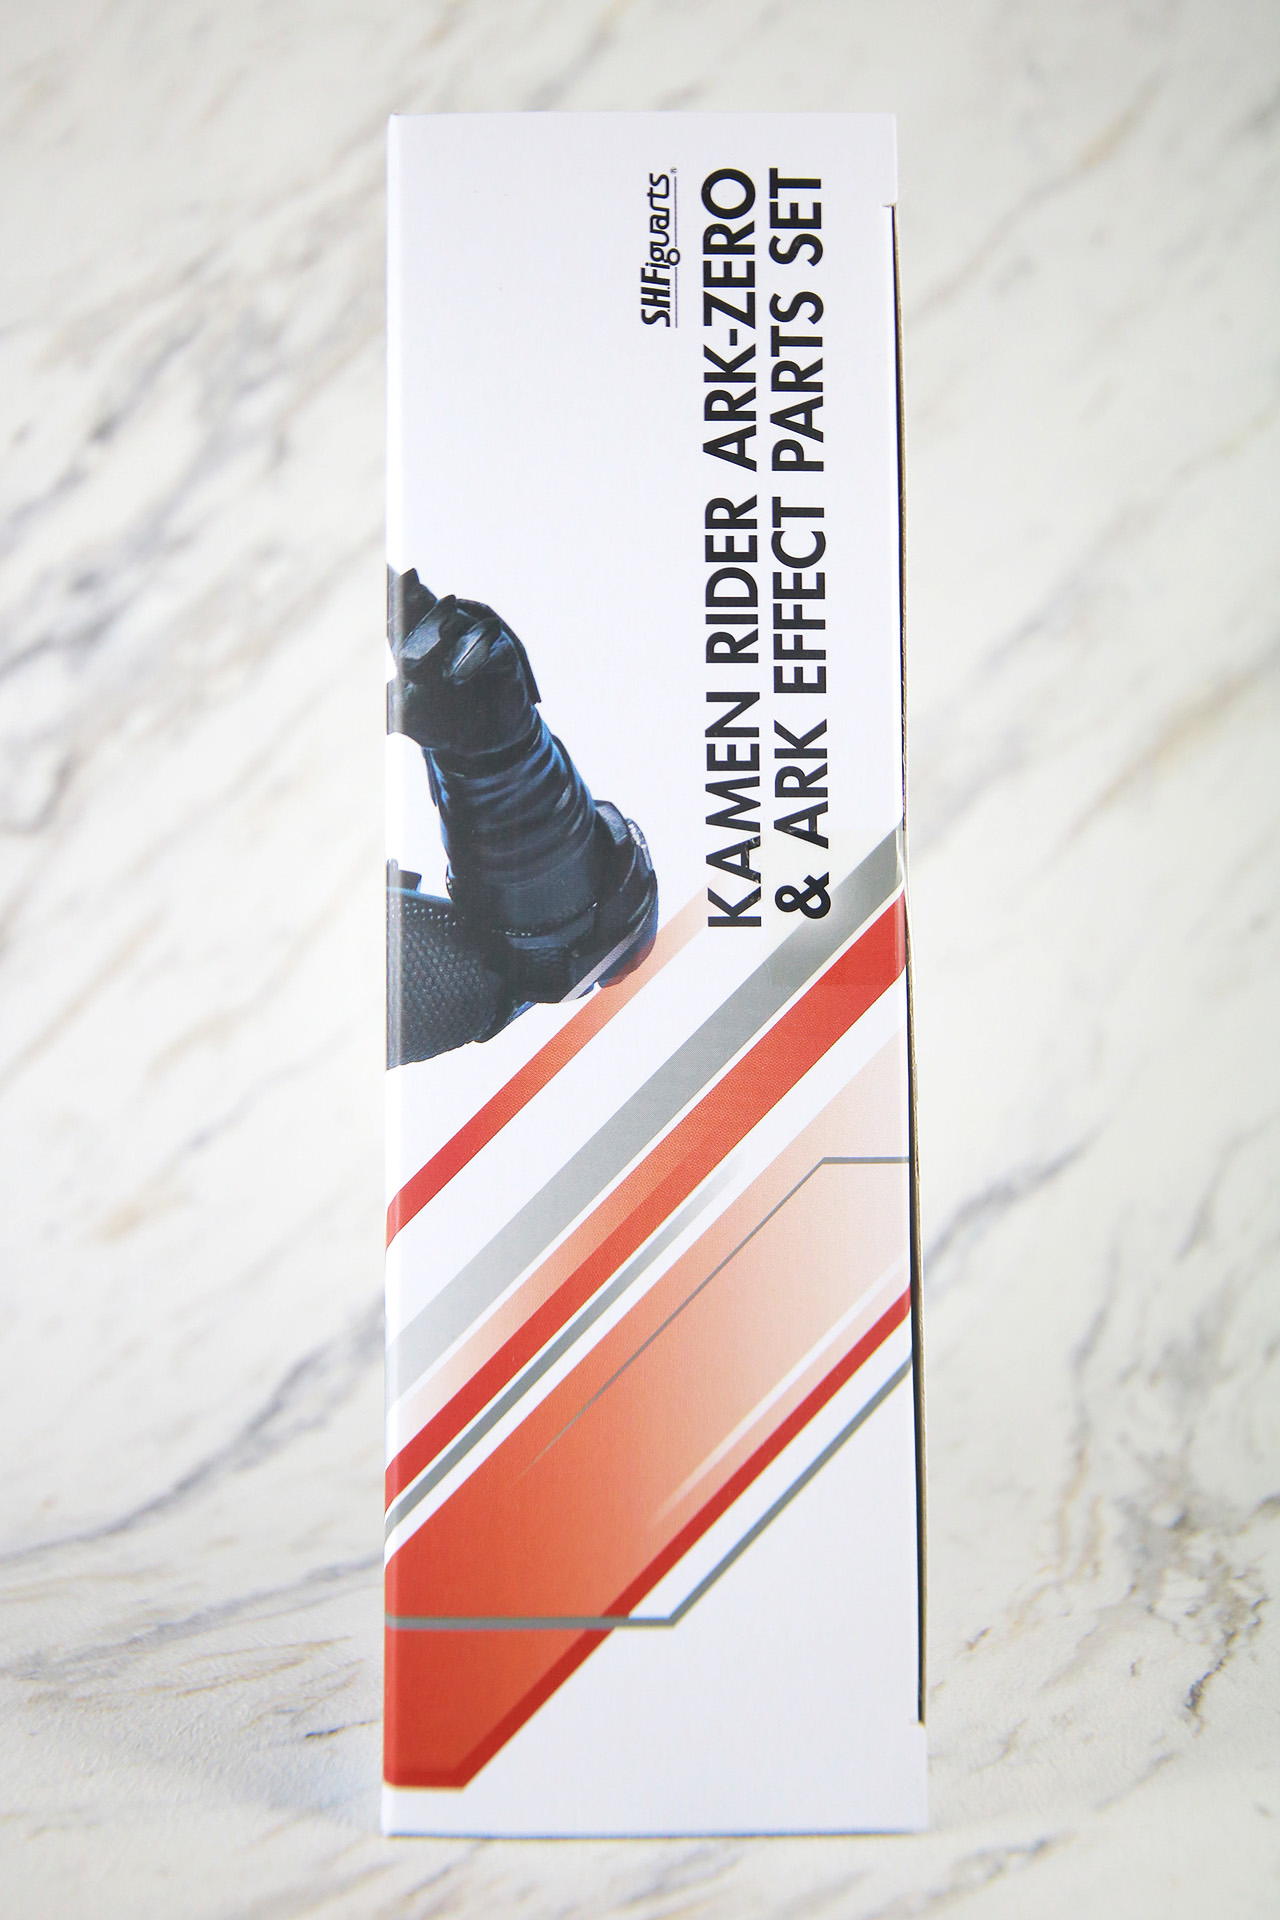 S.H.Figuarts®
KAMEN RIDER ARK-ZERO
& ARK EFFECT PARTS SET